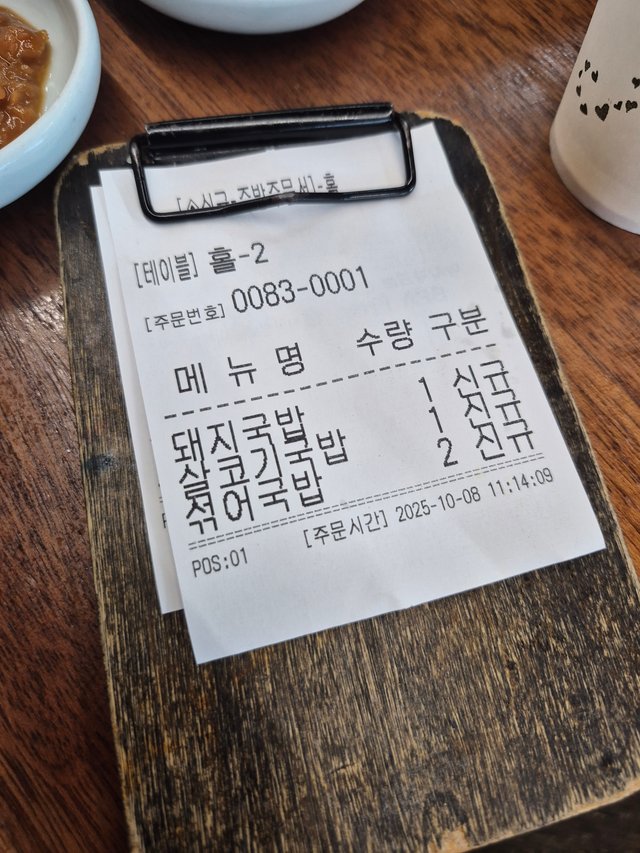 [테이블] 홀-2
[주문번호] 0083-0001
메 뉴 명 수량 구분
돼지국밥 1 신규
살코기국밥 1 신규
섞어국밥 2 신규
[주문시간] 2025-10-08 11:14:09
POS:01